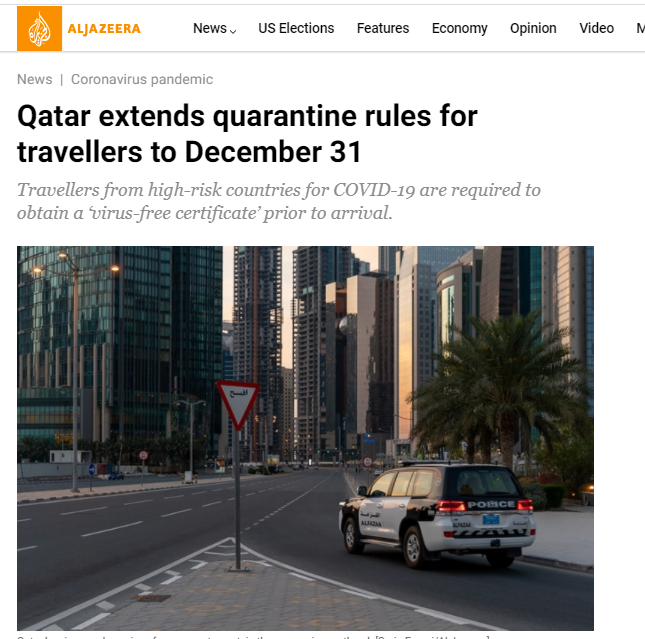 ALJAZEERA
News US Elections Features Economy Opinion Video M
News | Coronavirus pandemic
Qatar extends quarantine rules for
travellers to December 31
Travellers from high-risk countries for COVID-19 are required to
obtain a ‘virus-free certificate’ prior to arrival.
افسح
POLICE
الفزعة
ALFAZAA